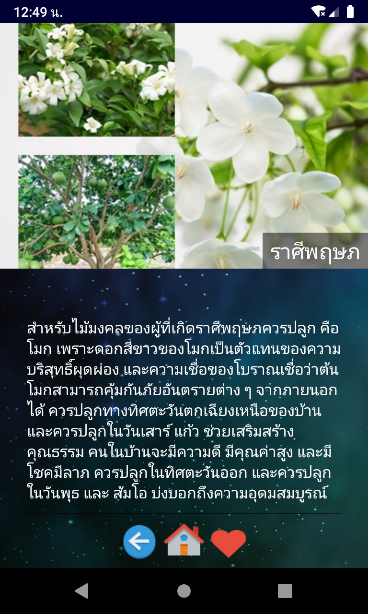 12:49 น.
ราศีพฤษภ
สำหรับไม้มงคลของผู้ที่เกิดราศีพฤษภควรปลูก คือ
โมก เพราะดอกสีขาวของโมกเป็นตัวแทนของความ
บริสุทธิ์ผุดผ่อง และความเชื่อของโบราณเชื่อว่าต้น
โมกสามารถคุ้มกันภัยอันตรายต่าง ๆ จากภายนอก
ได้ ควรปลูกทางทิศตะวันตกเฉียงเหนือของบ้าน
และควรปลูกในวันเสาร์ แก้ว ช่วยเสริมสร้าง
คุณธรรม คนในบ้านจะมีความดี มีคุณค่าสูง และมี
โชคมีลาภ ควรปลูกในทิศตะวันออก และควรปลูก
ในวันพุธ และ ส้มโอ บ่งบอกถึงความอุดมสมบูรณ์